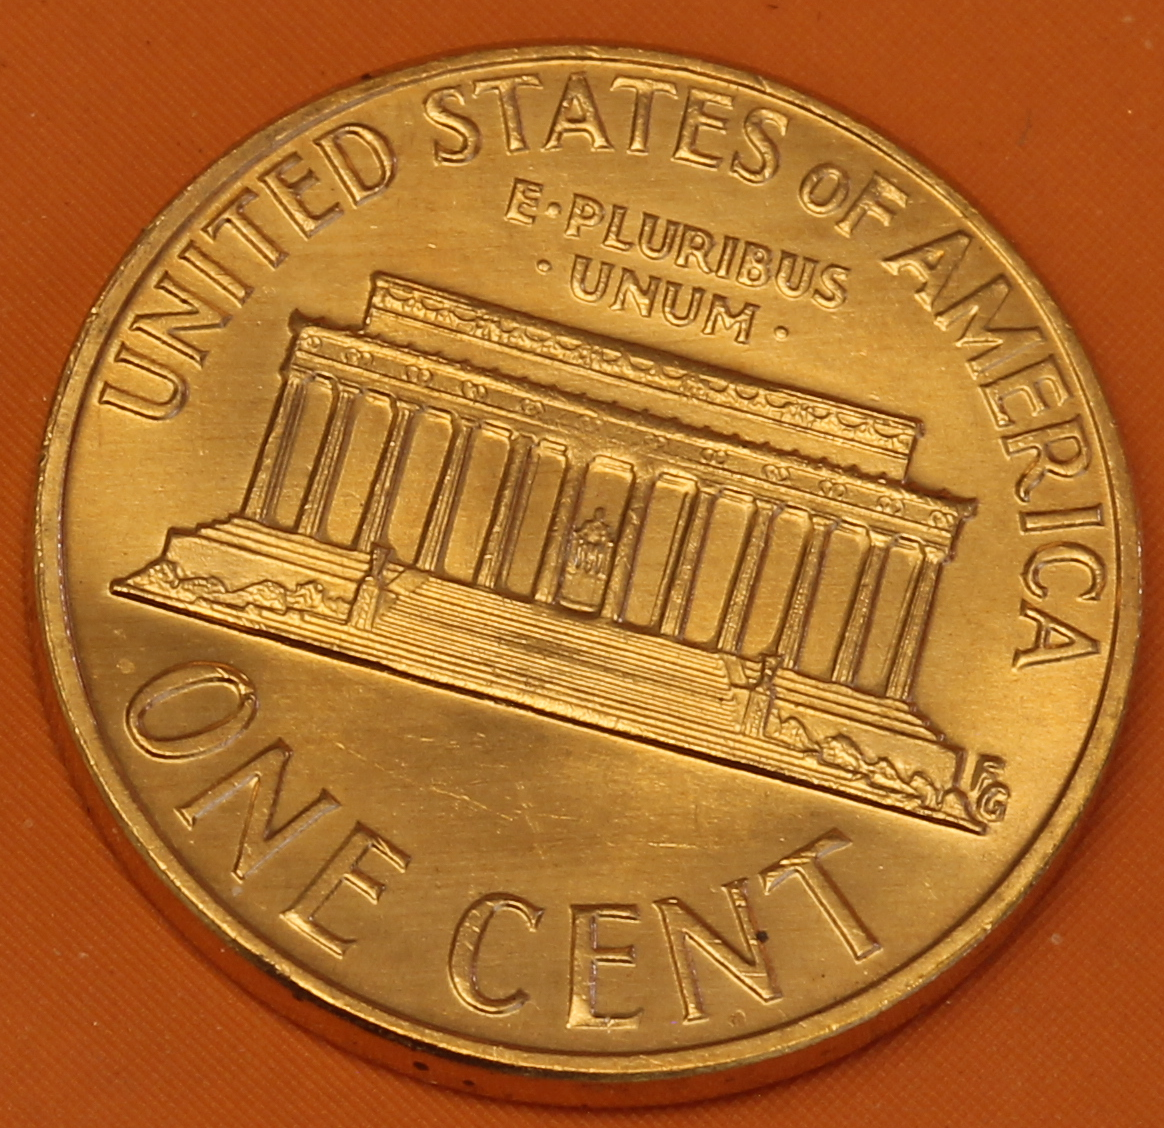 UNITED STATES OF AMERICA
E·PLURIBUS
·UNUM·
FG
ONE CENT